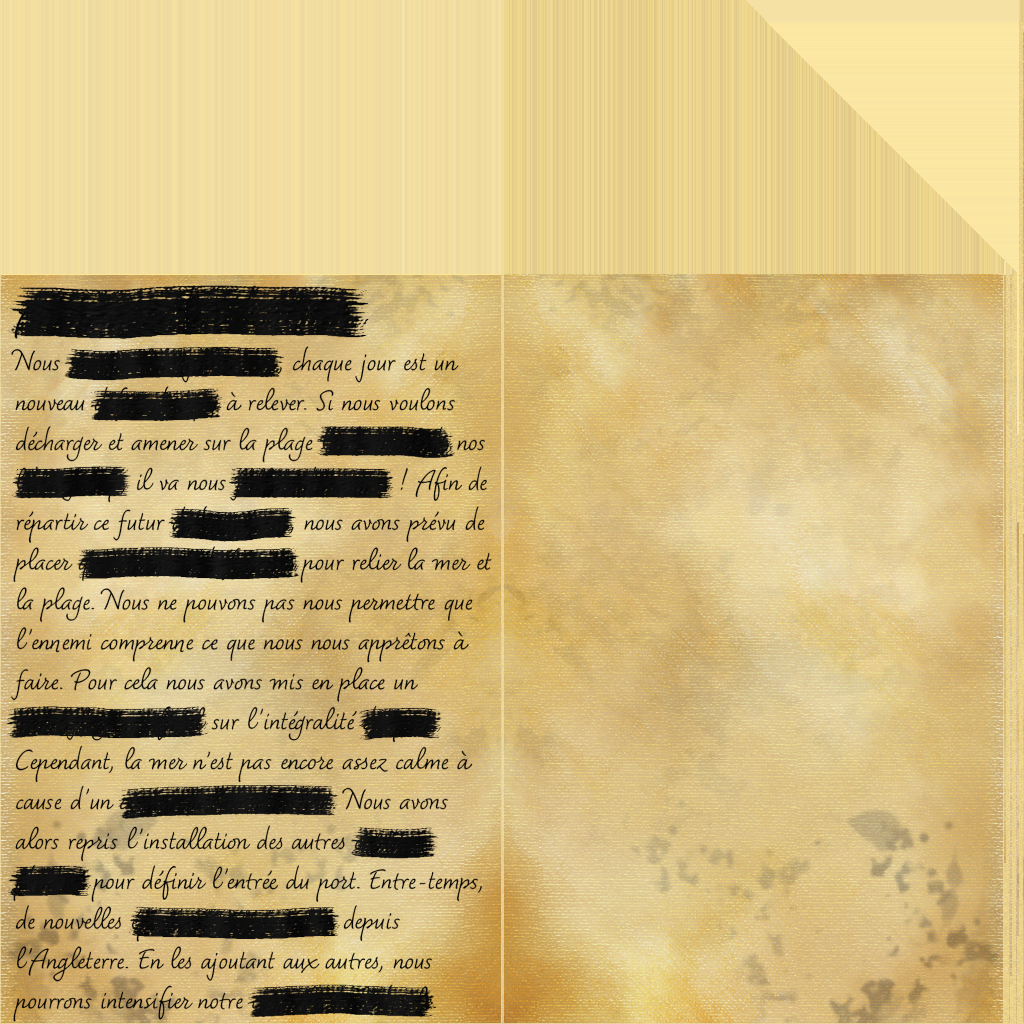 Nous chaque jour est un
nouveau à relever. Si nous voulons
décharger et amener sur la plage nos
il va nous ! Afin de
répartir ce futur nous avons prévu de
placer pour relier la mer et
la plage. Nous ne pouvons pas nous permettre que
l'ennemi comprenne ce que nous nous apprêtons à
faire. Pour cela nous avons mis en place un
sur l'intégralité
Cependant, la mer n'est pas encore assez calme à
cause d'un Nous avons
alors repris l'installation des autres
pour définir l'entrée du port. Entre-temps,
de nouvelles depuis
l'Angleterre. En les ajoutant aux autres, nous
pourrons intensifier notre